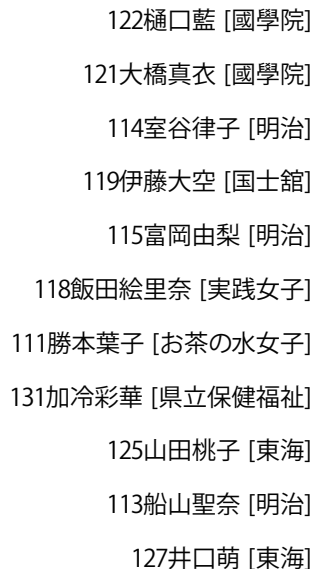 122樋口藍 [國學院]
121大橋真衣 [國學院]
114室谷律子 [明治]
119伊藤大空 [国士舘]
115富岡由梨 [明治]
118飯田絵里奈 [実践女子]
111勝本葉子 [お茶の水女子]
131加冷彩華 [県立保健福祉]
125山田桃子 [東海]
113船山聖奈 [明治]
127井口萌 [東海]